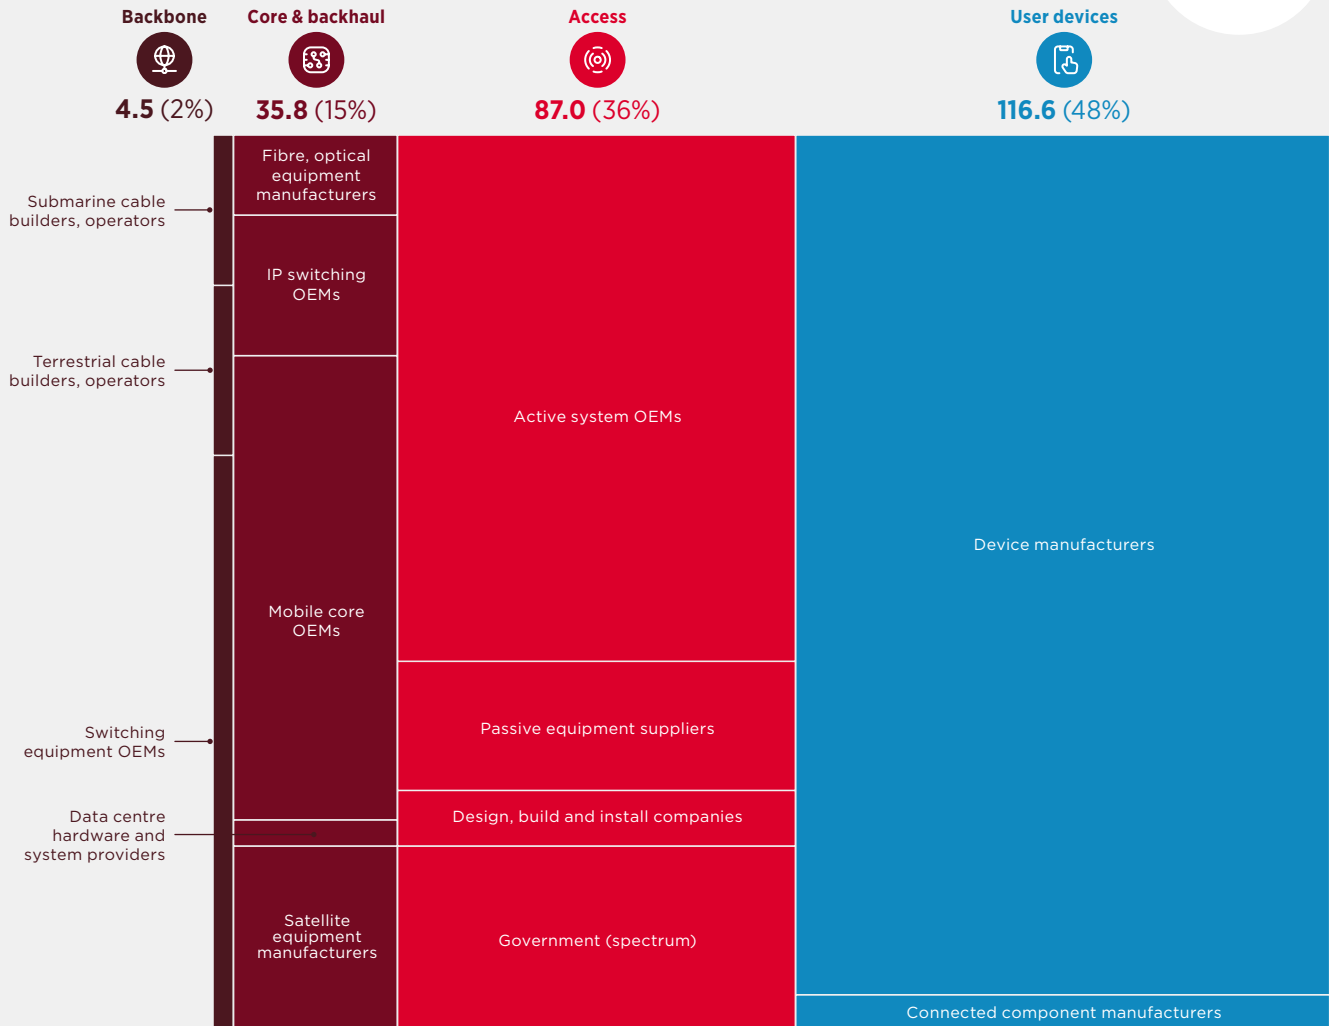 Backbone
Core & backhaul
Access
User devices
4.5 (2%)
35.8 (15%)
87.0 (36%)
116.6 (48%)
Submarine cable
builders, operators
Terrestrial cable
builders, operators
Switching
equipment OEMs
Data centre
hardware and
system providers
Fibre, optical
equipment
manufacturers
IP switching
OEMs
Mobile core
OEMs
Satellite
equipment
manufacturers
Active system OEMs
Passive equipment suppliers
Design, build and install companies
Government (spectrum)
Device manufacturers
Connected component manufacturers